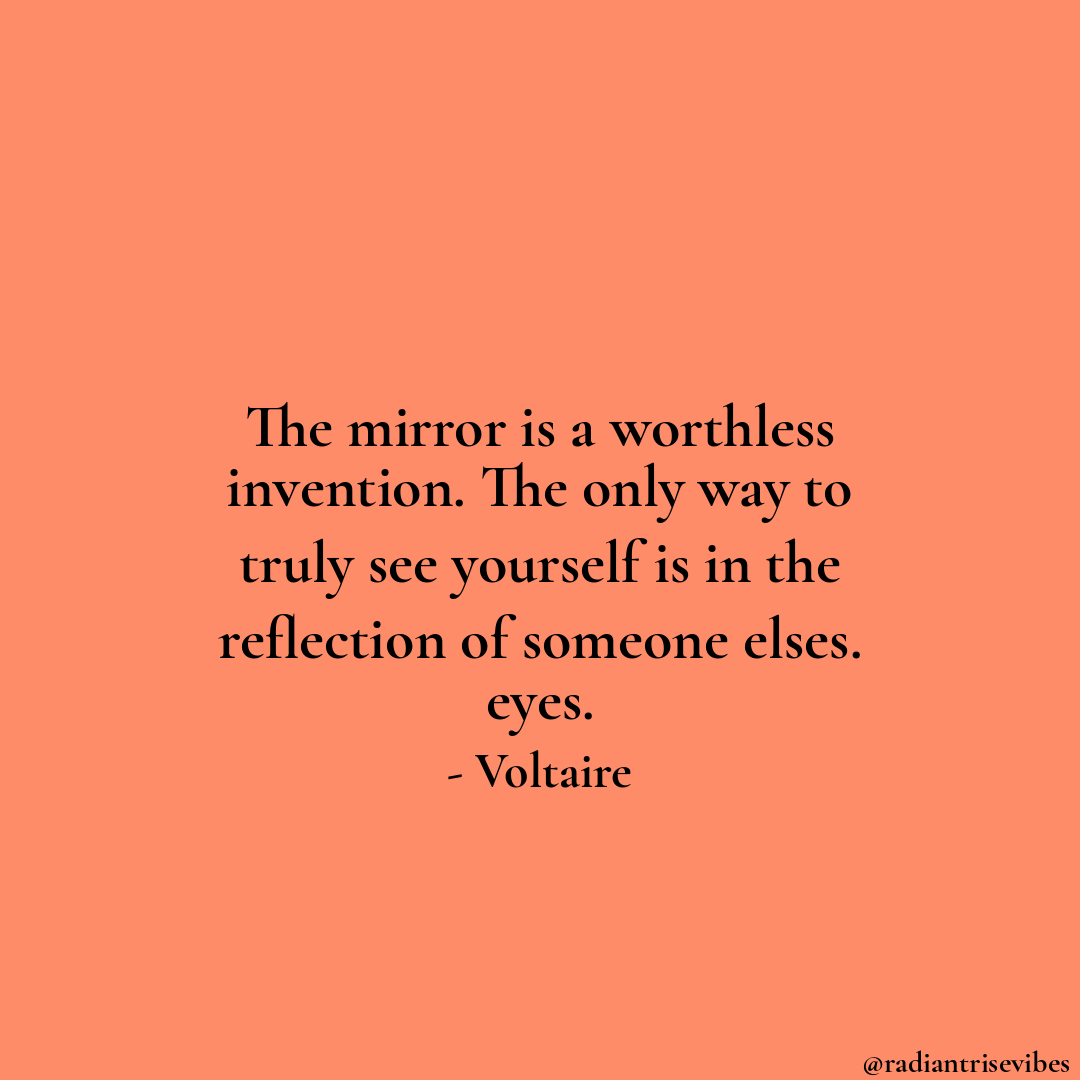 The mirror is a worthless
invention. The only way to
truly see yourself is in the
reflection of someone elses.
eyes.
- Voltaire
@radiantrisevibes